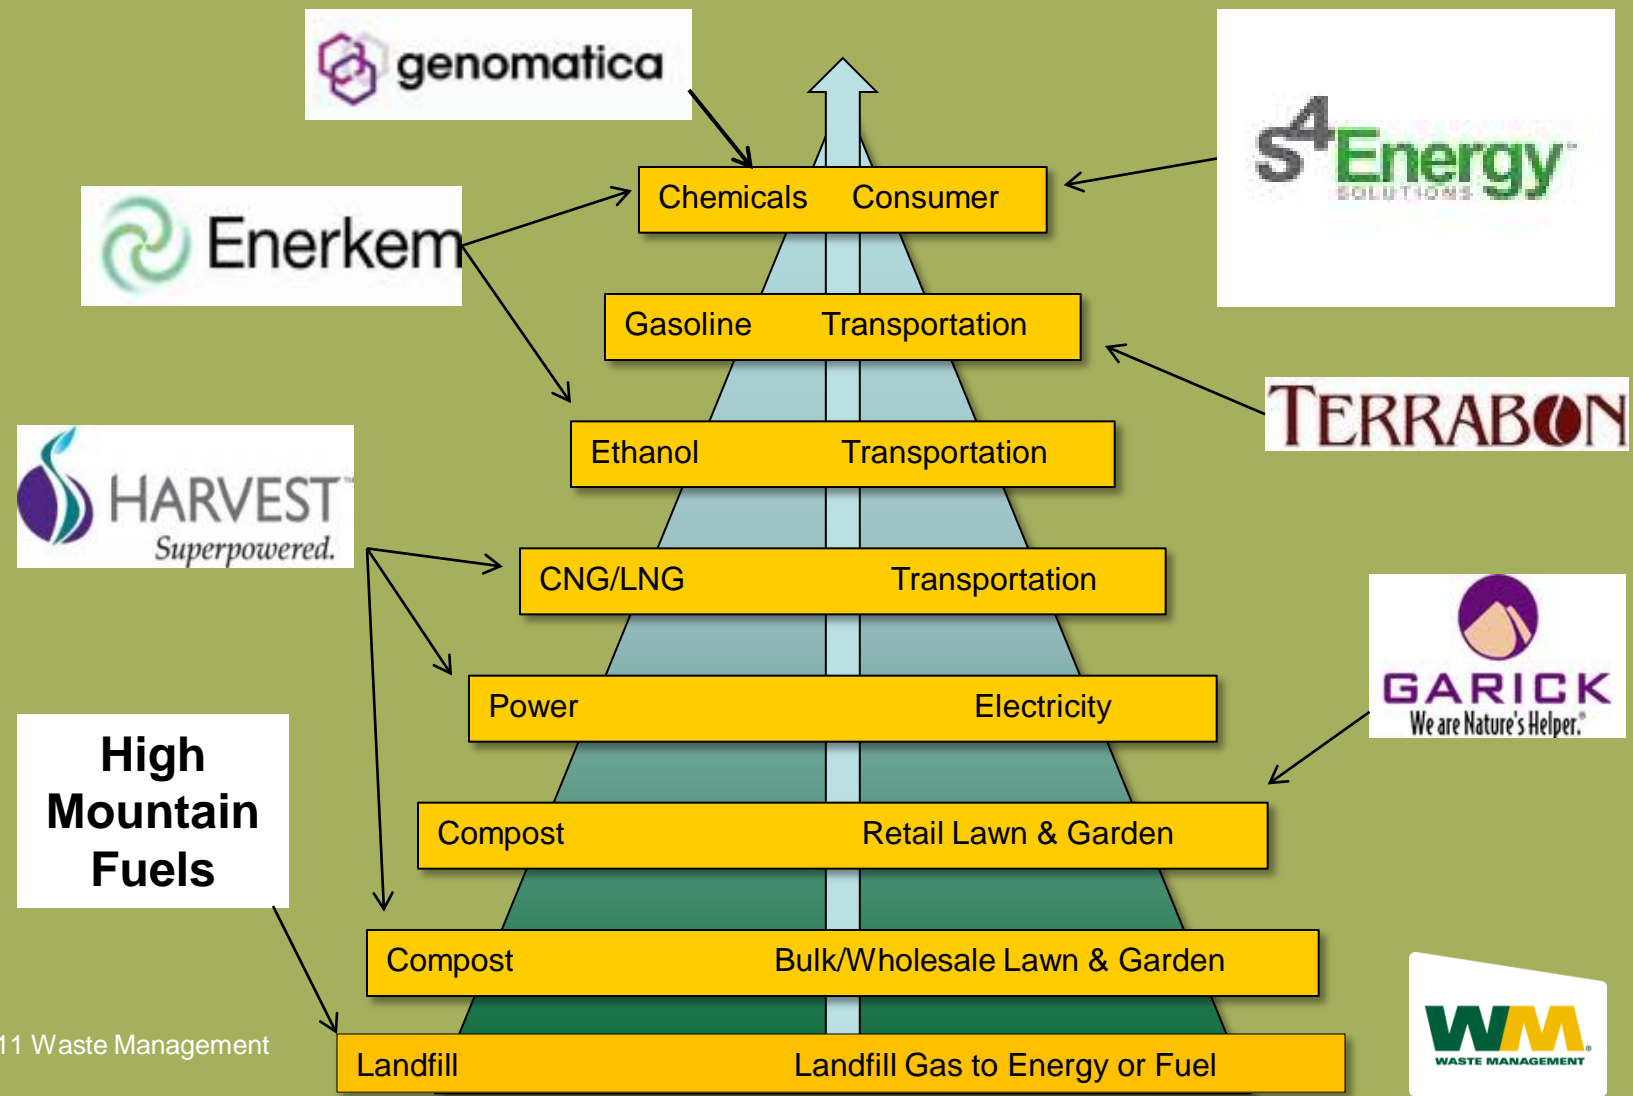 genomatica
S4Energy™
SOLUTIONS
Chemicals Consumer
Enerkem
Gasoline Transportation
TERRABON
Ethanol Transportation
HARVEST™
Superpowered.
CNG/LNG Transportation
GARICK
We are Nature's Helper.®
Power Electricity
High
Mountain
Fuels
Compost Retail Lawn & Garden
Compost Bulk/Wholesale Lawn & Garden
11 Waste Management
Landfill Landfill Gas to Energy or Fuel
WM®
WASTE MANAGEMENT